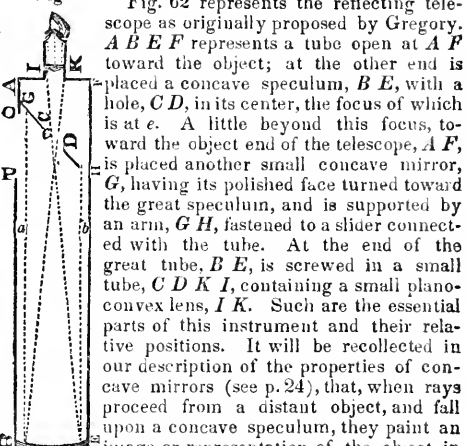 Fig. 62 represents the reflecting tele-
scope as originally proposed by Gregory.
A B E F represents a tube open at A F
toward the object; at the other end is
placed a concave speculum, B E, with a
hole, C D, in its center, the focus of which
is at e. A little beyond this focus, to-
ward the object end of the telescope, A F,
is placed another small concave mirror,
G, having its polished face turned toward
the great speculum, and is supported by
an arm, G H, fastened to a slider connect-
ed with the tube. At the end of the
great tube, B E, is screwed in a small
tube, C D K I, containing a small plano-
convex lens, I K. Such are the essential
parts of this instrument and their rela-
tive positions. It will be recollected in
our description of the properties of con-
cave mirrors (see p. 24), that, when rays
proceed from a distant object, and fall
upon a concave speculum, they paint an
image or representation of the object in
I K
A
G
O
C
D
P
H
a b